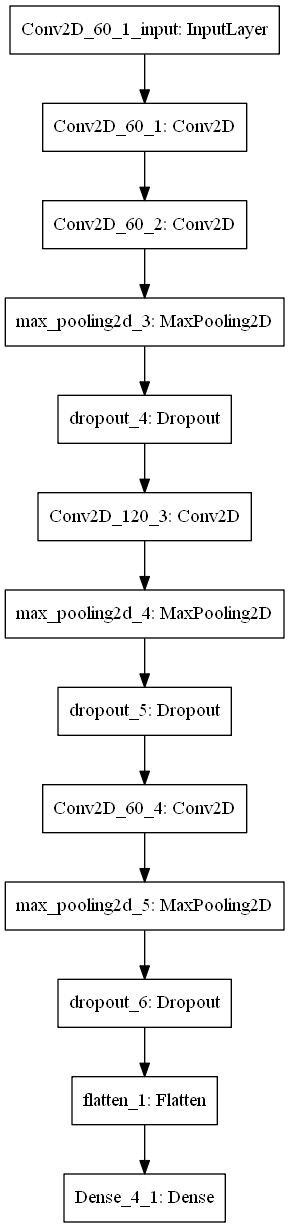 Conv2D_60_1_input: InputLayer
Conv2D_60_1: Conv2D
Conv2D_60_2: Conv2D
max_pooling2d_3: MaxPooling2D
dropout_4: Dropout
Conv2D_120_3: Conv2D
max_pooling2d_4: MaxPooling2D
dropout_5: Dropout
Conv2D_60_4: Conv2D
max_pooling2d_5: MaxPooling2D
dropout_6: Dropout
flatten_1: Flatten
Dense_4_1: Dense